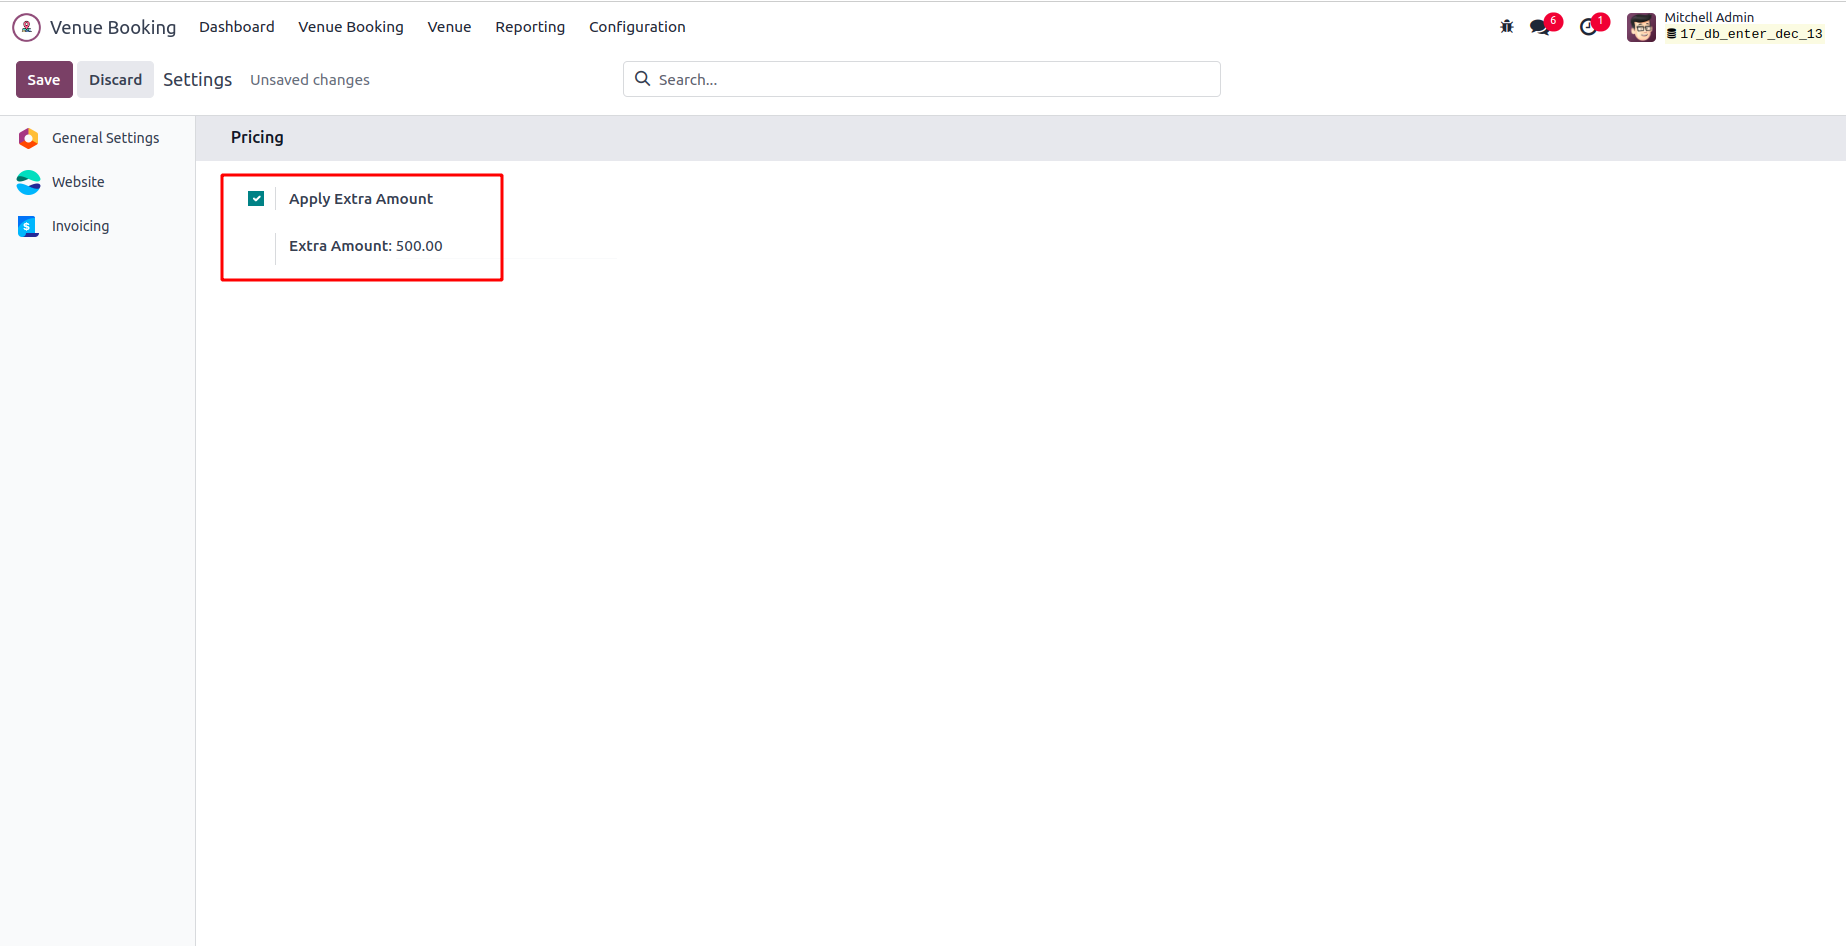 Venue Booking Dashboard Venue Booking Venue Reporting Configuration 6 1 Mitchell Admin
17_db_enter_dec_13
Save Discard Settings Unsaved changes Search...
General Settings
Website
Invoicing
Pricing
Apply Extra Amount
Extra Amount: 500.00